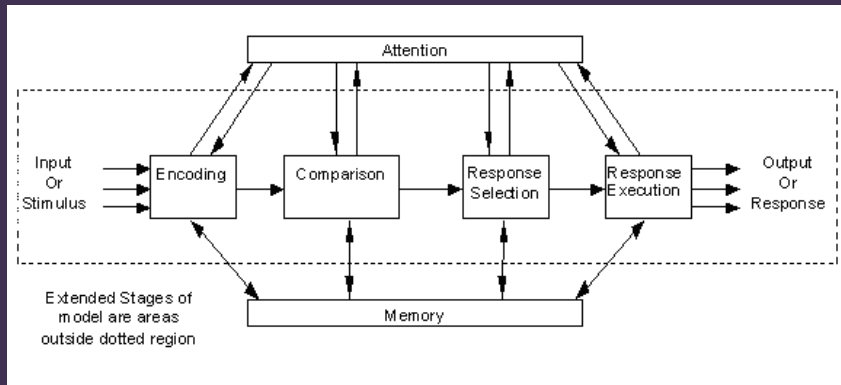 Attention
Input
Or
Stimulus
Encoding
Comparison
Response
Selection
Response
Execution
Output
Or
Response
Extended Stages of
model are areas
outside dotted region
Memory